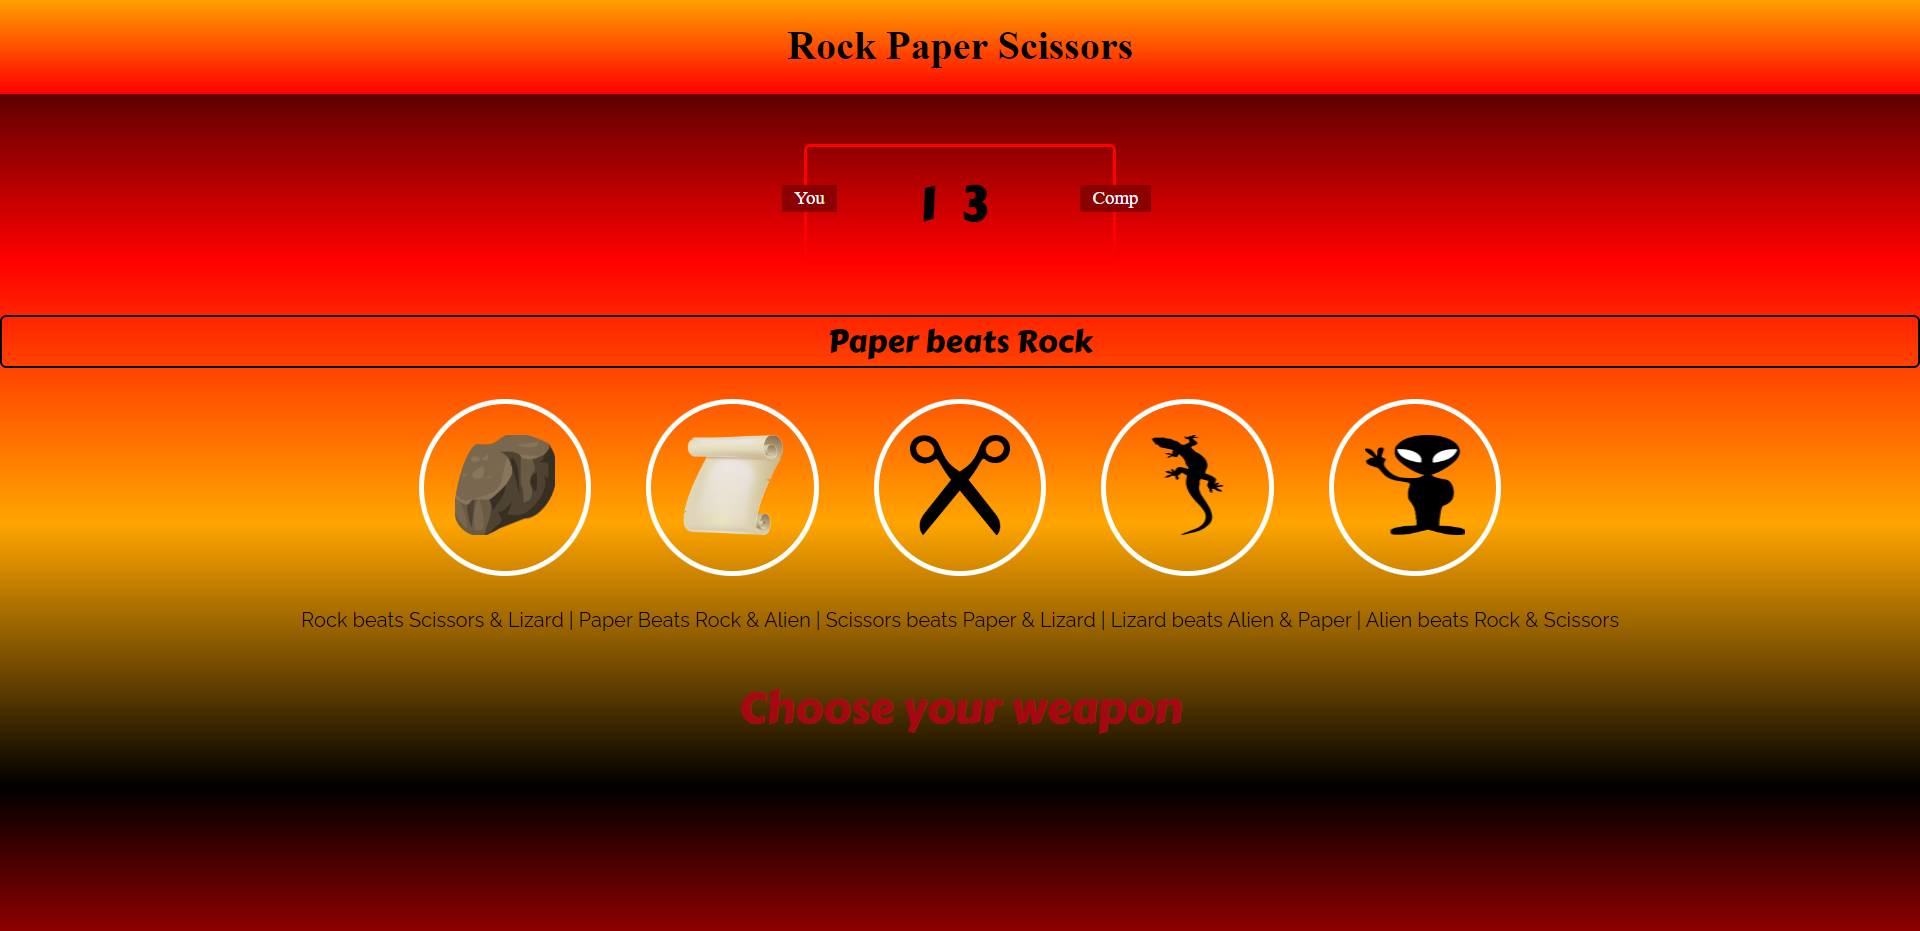 Rock Paper Scissors
You 1 3 Comp
Paper beats Rock
Rock beats Scissors & Lizard | Paper Beats Rock & Alien | Scissors beats Paper & Lizard | Lizard beats Alien & Paper | Alien beats Rock & Scissors
Choose your weapon